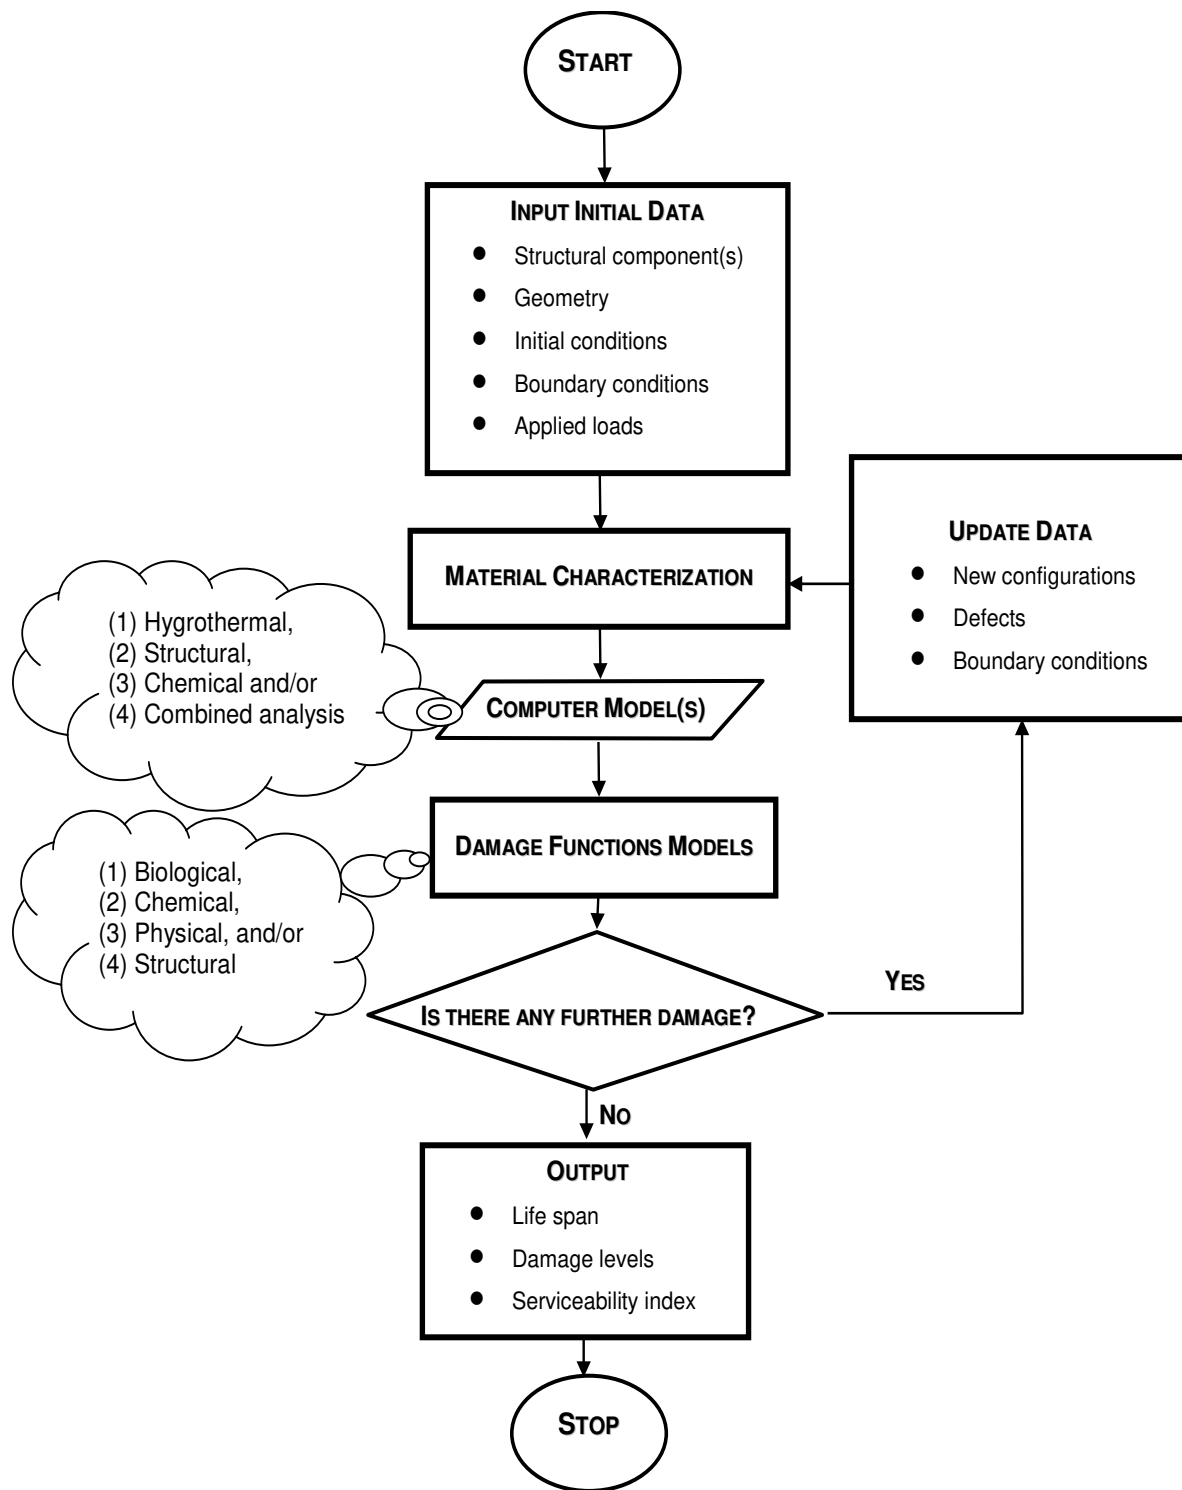 START
INPUT INITIAL DATA
● Structural component(s)
● Geometry
● Initial conditions
● Boundary conditions
● Applied loads
MATERIAL CHARACTERIZATION
UPDATE DATA
● New configurations
● Defects
● Boundary conditions
(1) Hygrothermal,
(2) Structural,
(3) Chemical and/or
(4) Combined analysis
COMPUTER MODEL(S)
DAMAGE FUNCTIONS MODELS
(1) Biological,
(2) Chemical,
(3) Physical, and/or
(4) Structural
IS THERE ANY FURTHER DAMAGE?
YES
NO
OUTPUT
● Life span
● Damage levels
● Serviceability index
STOP